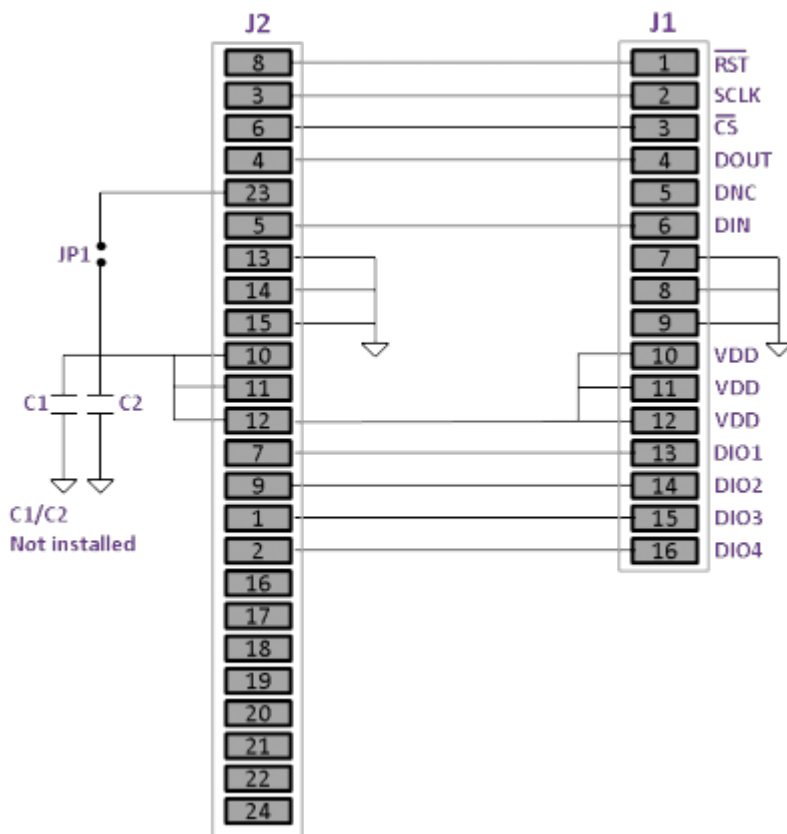 J2 J1
8 1 R̅S̅T̅
3 2 SCLK
6 3 C̅S̅
4 4 DOUT
23 5 DNC
5 6 DIN
JP1 13 7
14 8
15 9
10 10 VDD
11 11 VDD
C1 C2 12 12 VDD
7 13 DIO1
9 14 DIO2
C1/C2 1 15 DIO3
Not installed 2 16 DIO4
16
17
18
19
20
21
22
24